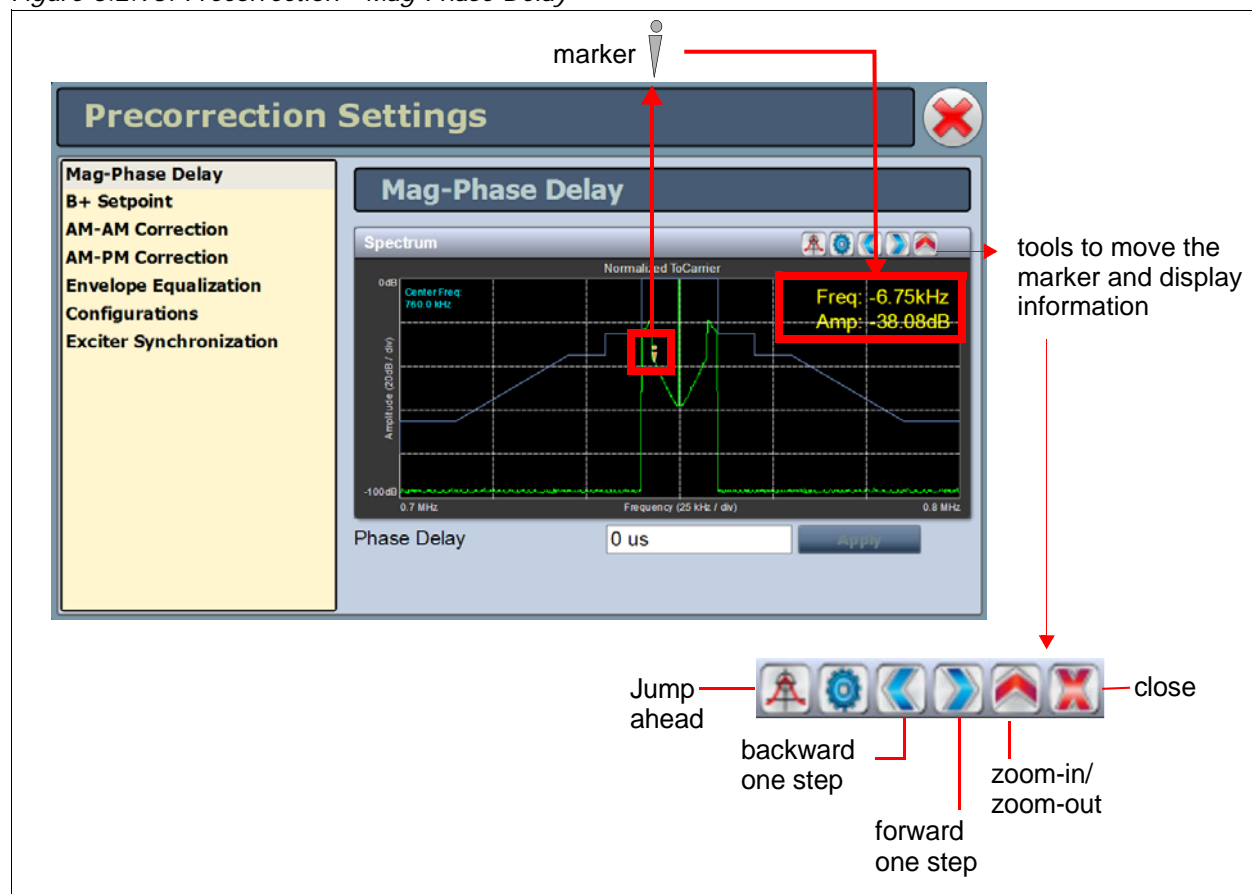 marker
Precorrection Settings
Mag-Phase Delay
B+ Setpoint
AM-AM Correction
AM-PM Correction
Envelope Equalization
Configurations
Exciter Synchronization
Mag-Phase Delay
Spectrum
Normalized ToCarrier
0dB
Center Freq:
760.0 kHz
Freq: -6.75kHz
Amp: -38.08dB
Amplitude (20dB / div)
-100dB
0.7 MHz
Frequency (25 kHz / div)
0.8 MHz
Phase Delay
0 us
Apply
tools to move the
marker and display
information
Jump
ahead
backward
one step
forward
one step
zoom-in/
zoom-out
close